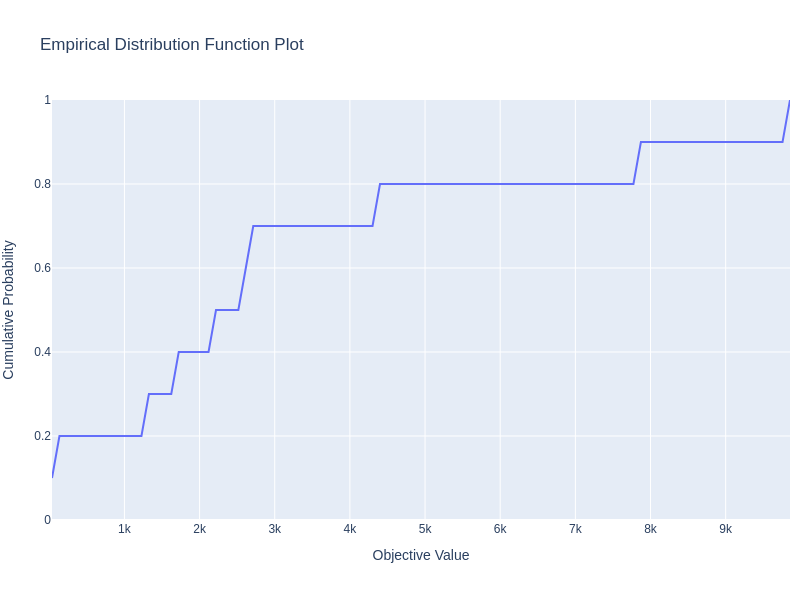 Empirical Distribution Function Plot
1
0.8
0.6
0.4
0.2
0
Cumulative Probability
1k 2k 3k 4k 5k 6k 7k 8k 9k
Objective Value